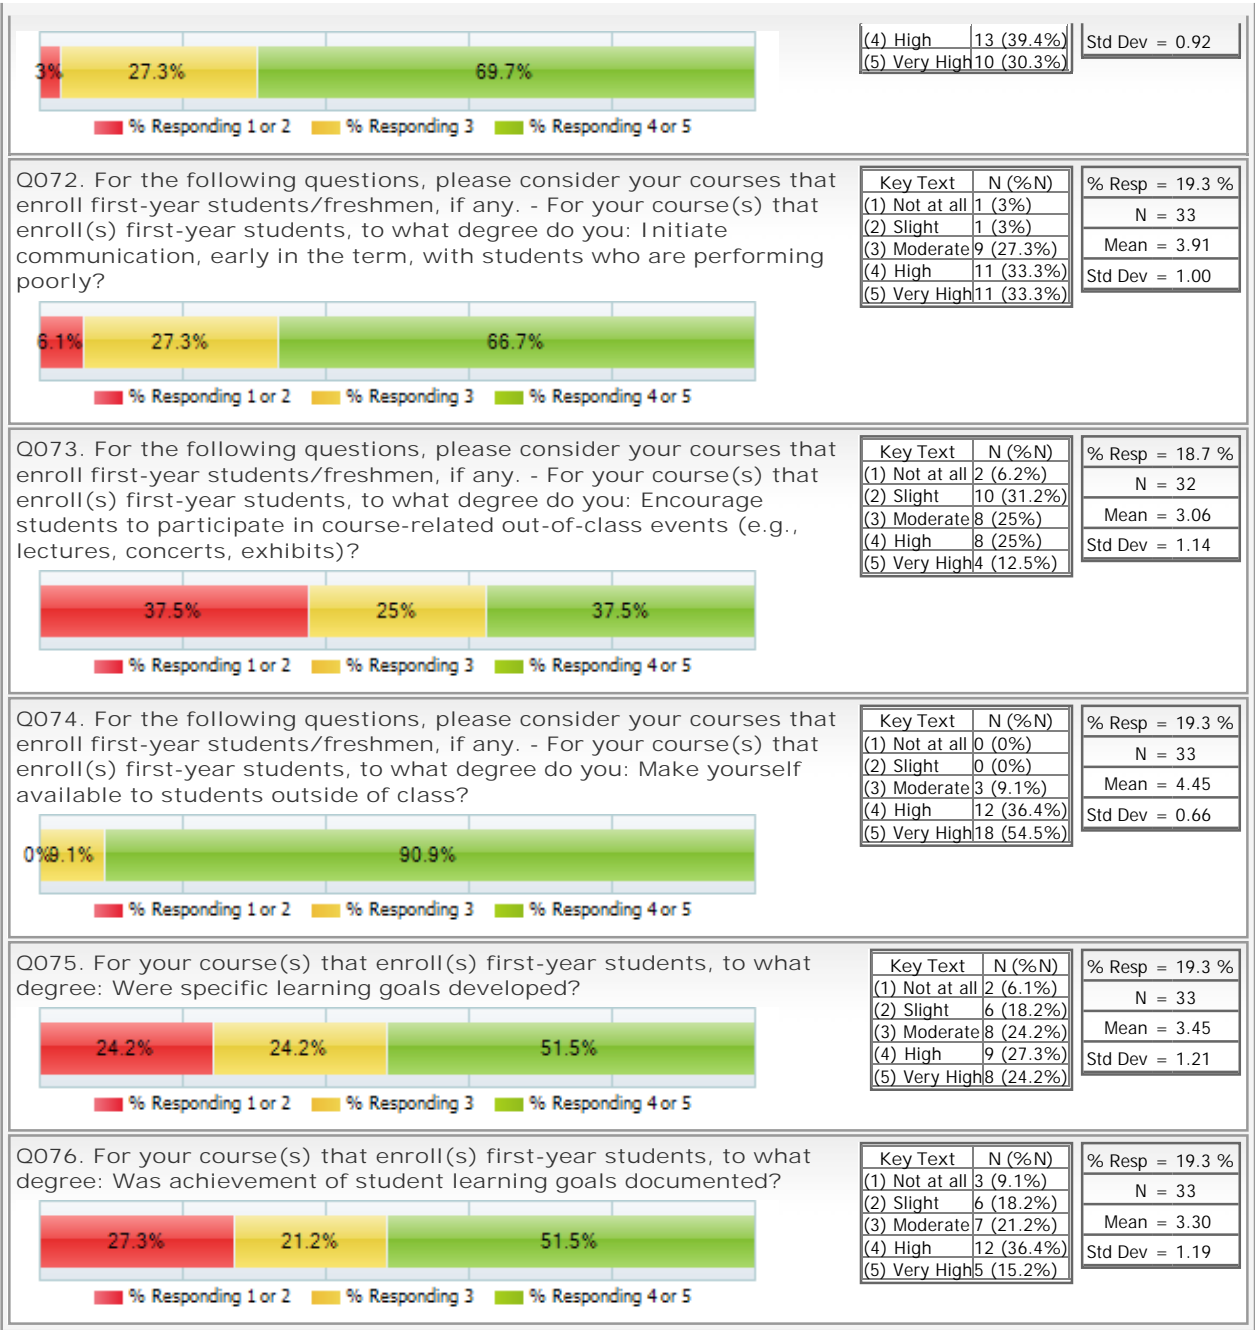 3% 27.3% 69.7%
% Responding 1 or 2 % Responding 3 % Responding 4 or 5
(4) High 13 (39.4%)
(5) Very High 10 (30.3%)
Std Dev = 0.92
Q072. For the following questions, please consider your courses that
enroll first-year students/freshmen, if any. - For your course(s) that
enroll(s) first-year students, to what degree do you: Initiate
communication, early in the term, with students who are performing
poorly?
6.1% 27.3% 66.7%
% Responding 1 or 2 % Responding 3 % Responding 4 or 5
Key Text N (%N)
(1) Not at all 1 (3%)
(2) Slight 1 (3%)
(3) Moderate 9 (27.3%)
(4) High 11 (33.3%)
(5) Very High 11 (33.3%)
% Resp = 19.3 %
N = 33
Mean = 3.91
Std Dev = 1.00
Q073. For the following questions, please consider your courses that
enroll first-year students/freshmen, if any. - For your course(s) that
enroll(s) first-year students, to what degree do you: Encourage
students to participate in course-related out-of-class events (e.g.,
lectures, concerts, exhibits)?
37.5% 25% 37.5%
% Responding 1 or 2 % Responding 3 % Responding 4 or 5
Key Text N (%N)
(1) Not at all 2 (6.2%)
(2) Slight 10 (31.2%)
(3) Moderate 8 (25%)
(4) High 8 (25%)
(5) Very High 4 (12.5%)
% Resp = 18.7 %
N = 32
Mean = 3.06
Std Dev = 1.14
Q074. For the following questions, please consider your courses that
enroll first-year students/freshmen, if any. - For your course(s) that
enroll(s) first-year students, to what degree do you: Make yourself
available to students outside of class?
0% 9.1% 90.9%
% Responding 1 or 2 % Responding 3 % Responding 4 or 5
Key Text N (%N)
(1) Not at all 0 (0%)
(2) Slight 0 (0%)
(3) Moderate 3 (9.1%)
(4) High 12 (36.4%)
(5) Very High 18 (54.5%)
% Resp = 19.3 %
N = 33
Mean = 4.45
Std Dev = 0.66
Q075. For your course(s) that enroll(s) first-year students, to what
degree: Were specific learning goals developed?
24.2% 24.2% 51.5%
% Responding 1 or 2 % Responding 3 % Responding 4 or 5
Key Text N (%N)
(1) Not at all 2 (6.1%)
(2) Slight 6 (18.2%)
(3) Moderate 8 (24.2%)
(4) High 9 (27.3%)
(5) Very High 8 (24.2%)
% Resp = 19.3 %
N = 33
Mean = 3.45
Std Dev = 1.21
Q076. For your course(s) that enroll(s) first-year students, to what
degree: Was achievement of student learning goals documented?
27.3% 21.2% 51.5%
% Responding 1 or 2 % Responding 3 % Responding 4 or 5
Key Text N (%N)
(1) Not at all 3 (9.1%)
(2) Slight 6 (18.2%)
(3) Moderate 7 (21.2%)
(4) High 12 (36.4%)
(5) Very High 5 (15.2%)
% Resp = 19.3 %
N = 33
Mean = 3.30
Std Dev = 1.19